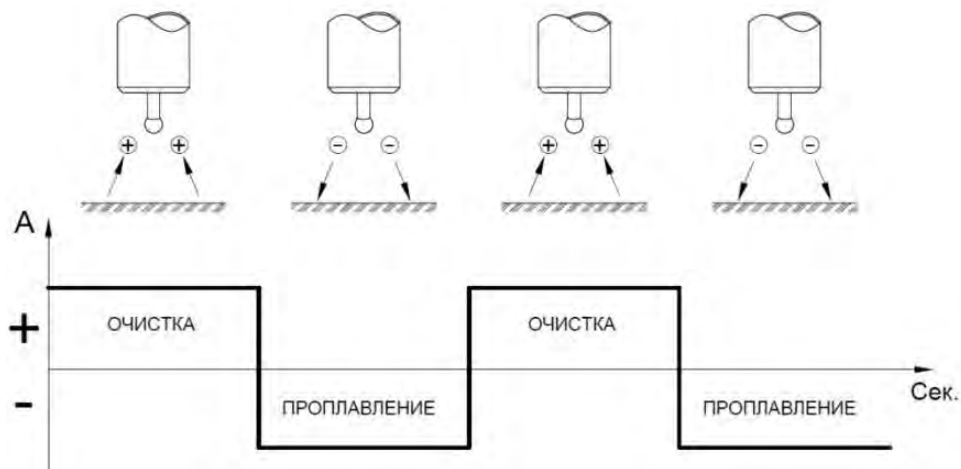 + + - - + + - -
А
+ ОЧИСТКА ОЧИСТКА
Сек.
- ПРОПЛАВЛЕНИЕ ПРОПЛАВЛЕНИЕ